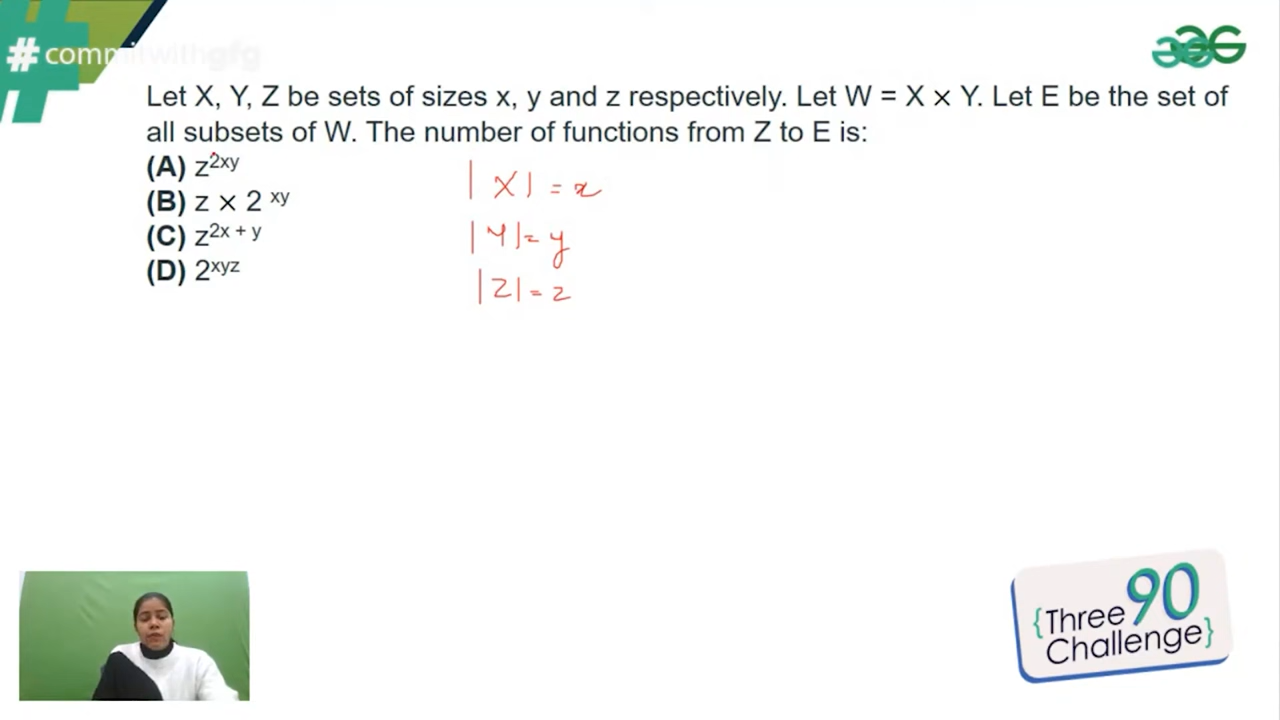 #commitwithgfg
Let X, Y, Z be sets of sizes x, y and z respectively. Let W = X × Y. Let E be the set of
all subsets of W. The number of functions from Z to E is:
(A) z^2xy
(B) z × 2 ^xy
(C) z^2x + y
(D) 2^xyz
|X| = x
|Y| = y
|Z| = z
{Three 90
Challenge}